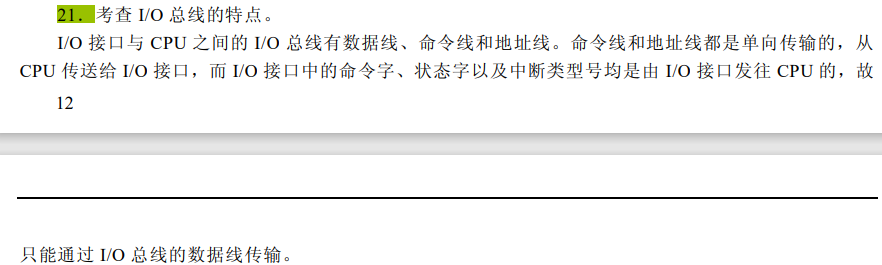 21．考查 I/O 总线的特点。
I/O 接口与 CPU 之间的 I/O 总线有数据线、命令线和地址线。命令线和地址线都是单向传输的，从
CPU 传送给 I/O 接口，而 I/O 接口中的命令字、状态字以及中断类型号均是由 I/O 接口发往 CPU 的，故
12
只能通过 I/O 总线的数据线传输。